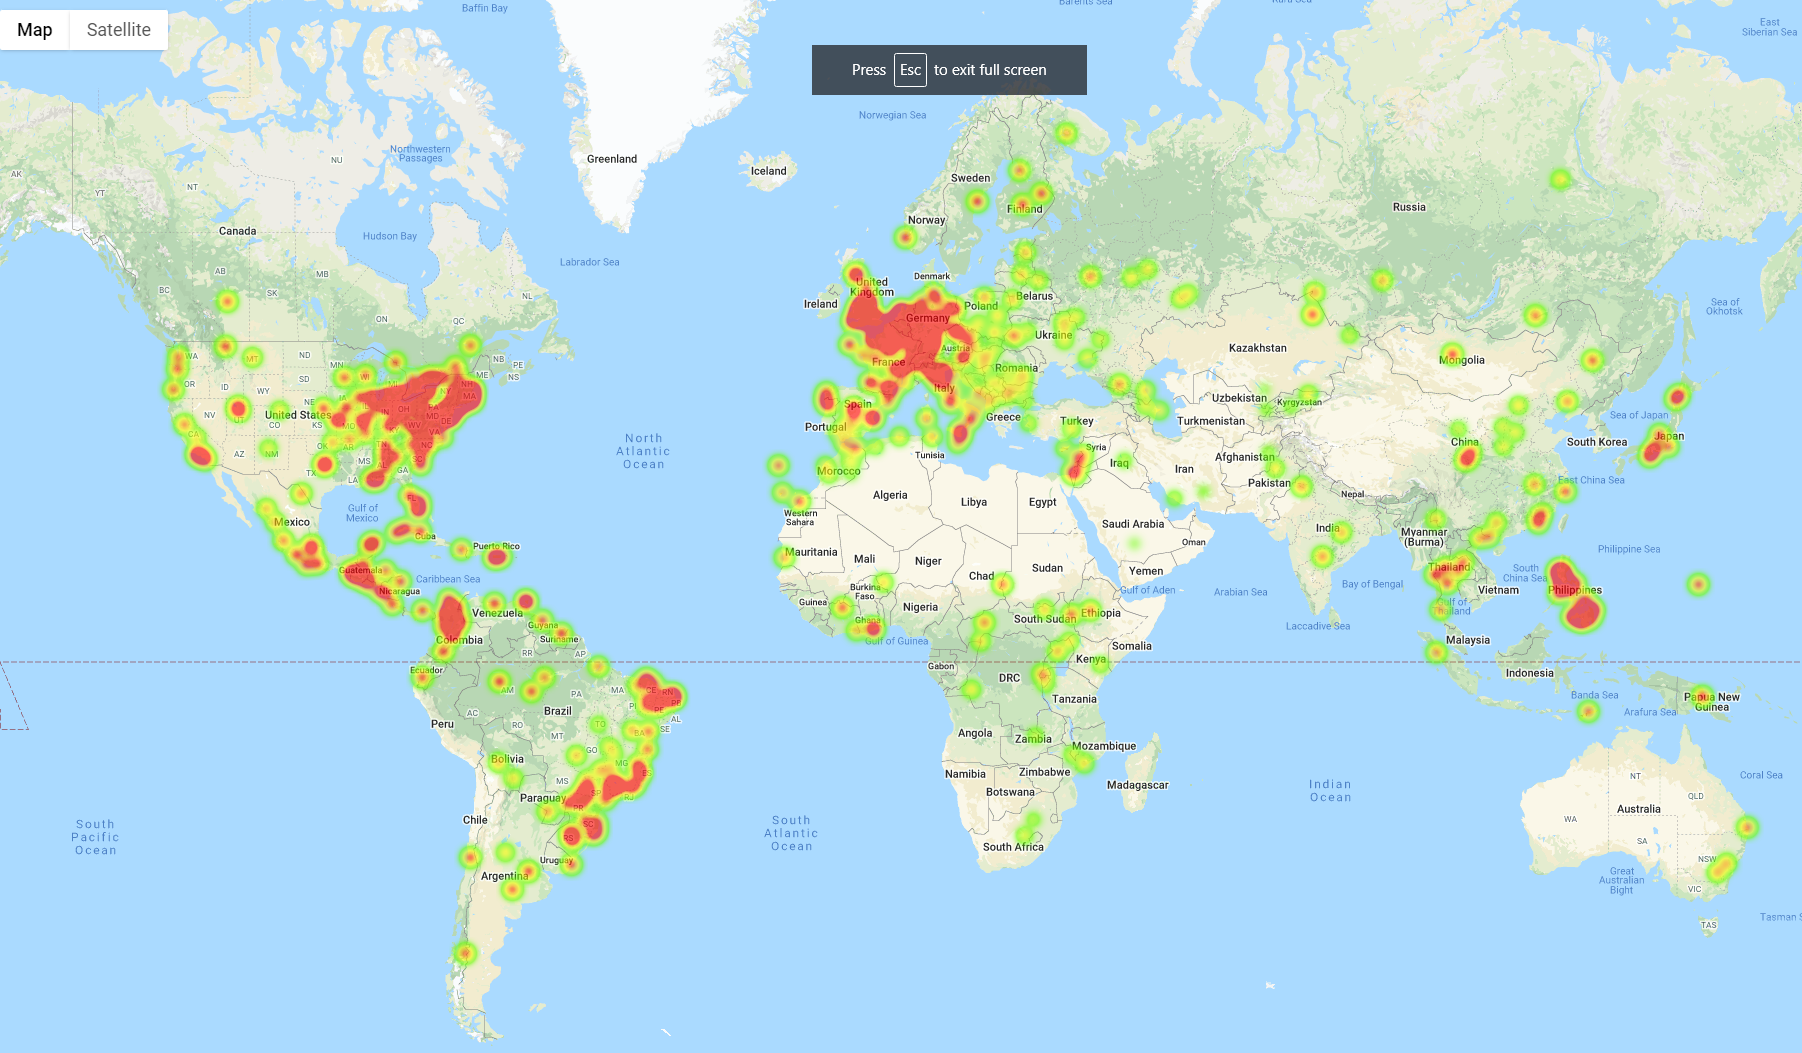 Map
Satellite
Press Esc to exit full screen
Baffin Bay
Barents Sea
Kara Sea
East
Siberian Sea
Norwegian Sea
Northwestern
Passages
Greenland
Iceland
NU
AK
YT
NT
Sweden
Finland
Norway
Russia
Canada
Hudson Bay
Labrador Sea
AB
MB
BC
SK
NL
ON
QC
NB
PE
NS
Denmark
United
Kingdom
Ireland
Belarus
Poland
Germany
Ukraine
Austria
France
Romania
Italy
Spain
Portugal
Greece
Turkey
Kazakhstan
Mongolia
Sea of
Okhotsk
Uzbekistan
Kyrgyzstan
Turkmenistan
Sea of Japan
Japan
South Korea
China
WA
MT
ND
MN
WI
MI
ME
NH
MA
OR
ID
WY
SD
NE
NV
UT
United States
CO
KS
MO
IN
OH
PA
MD
DE
WV
VA
NY
CA
AZ
NM
OK
AR
TN
NC
SC
MS
AL
GA
TX
LA
FL
North
Atlantic
Ocean
Gulf of
Mexico
Mexico
Cuba
Puerto Rico
Guatemala
Caribbean Sea
Nicaragua
Tunisia
Morocco
Algeria
Libya
Egypt
Western
Sahara
Mauritania
Mali
Niger
Chad
Sudan
Burkina
Faso
Guinea
Ghana
Nigeria
Gulf of Guinea
South Sudan
Ethiopia
Somalia
Kenya
Gabon
DRC
Tanzania
Angola
Zambia
Mozambique
Namibia
Zimbabwe
Botswana
Madagascar
South Africa
Syria
Iraq
Iran
Afghanistan
Pakistan
Nepal
Saudi Arabia
Oman
Yemen
Gulf of Aden
Arabian Sea
India
Bay of Bengal
Laccadive Sea
Myanmar
(Burma)
Thailand
Gulf of
Thailand
Vietnam
South
China Sea
East China Sea
Philippine Sea
Philippines
Malaysia
Indonesia
Banda Sea
Arafura Sea
Papua New
Guinea
Venezuela
Guyana
Suriname
Colombia
Ecuador
RR
AP
AM
MA
CE
RN
PB
PI
PE
AL
SE
Peru
AC
RO
TO
BA
Brazil
MT
GO
Bolivia
MG
ES
MS
SP
RJ
Paraguay
PR
SC
RS
Chile
Uruguay
Argentina
South
Pacific
Ocean
South
Atlantic
Ocean
Indian
Ocean
Coral Sea
NT
QLD
Australia
WA
SA
NSW
VIC
Great
Australian
Bight
TAS
Tasman S